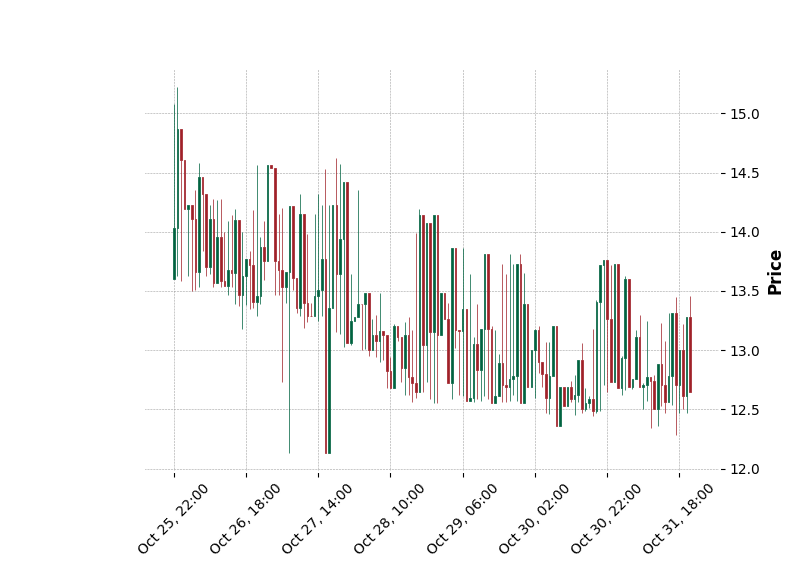 15.0
14.5
14.0
13.5
13.0
12.5
12.0
Price
Oct 25, 22:00
Oct 26, 18:00
Oct 27, 14:00
Oct 28, 10:00
Oct 29, 06:00
Oct 30, 02:00
Oct 30, 22:00
Oct 31, 18:00